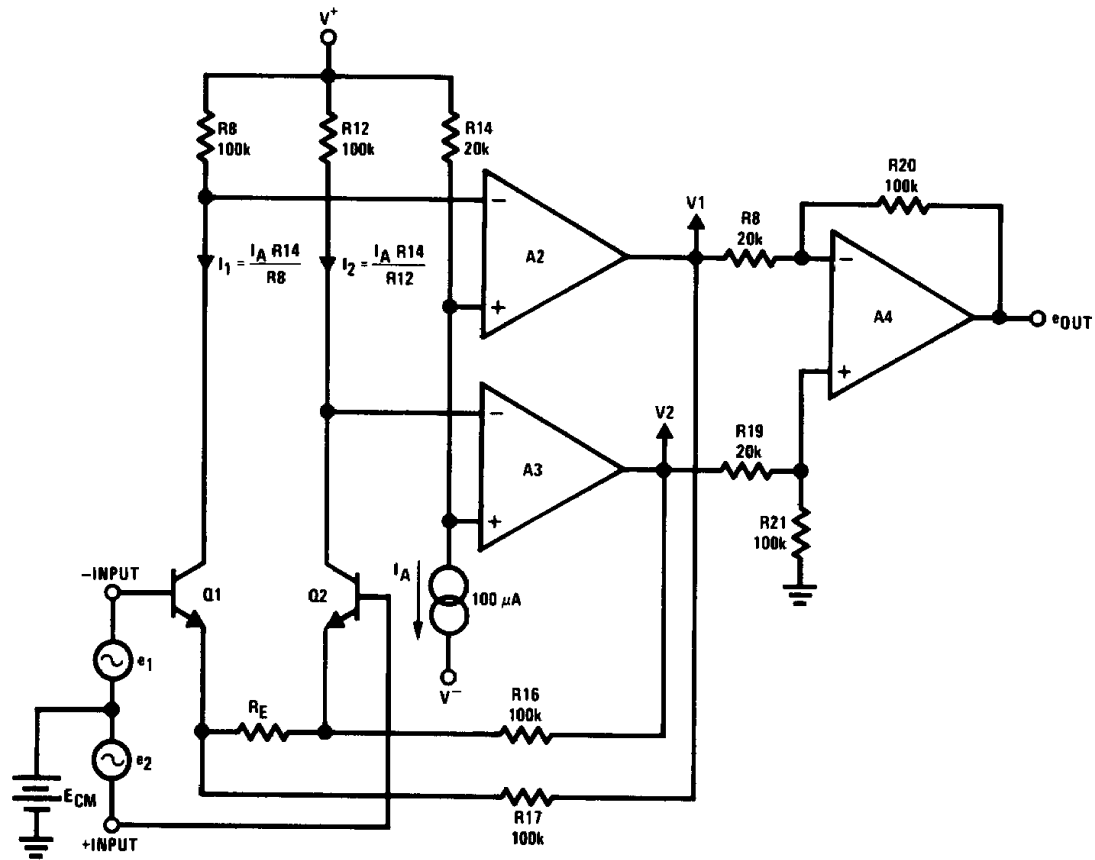 V+
R8
100k
R12
100k
R14
20k
R20
100k
V1
R8
20k
−
A2
+
I1 = IA R14
R8
I2 = IA R14
R12
−
A4
+
eOUT
V2
−
A3
+
R19
20k
R21
100k
−INPUT
Q1
Q2
IA
100 μA
V−
e1
RE
R16
100k
e2
ECM
+INPUT
R17
100k